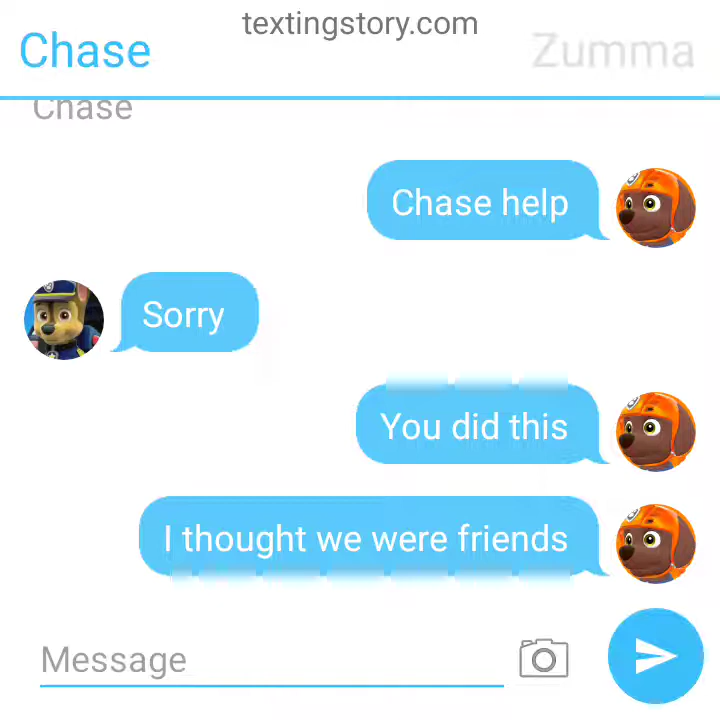 textingstory.com
Chase
Zumma
Chase
Chase help
Sorry
You did this
I thought we were friends
Message